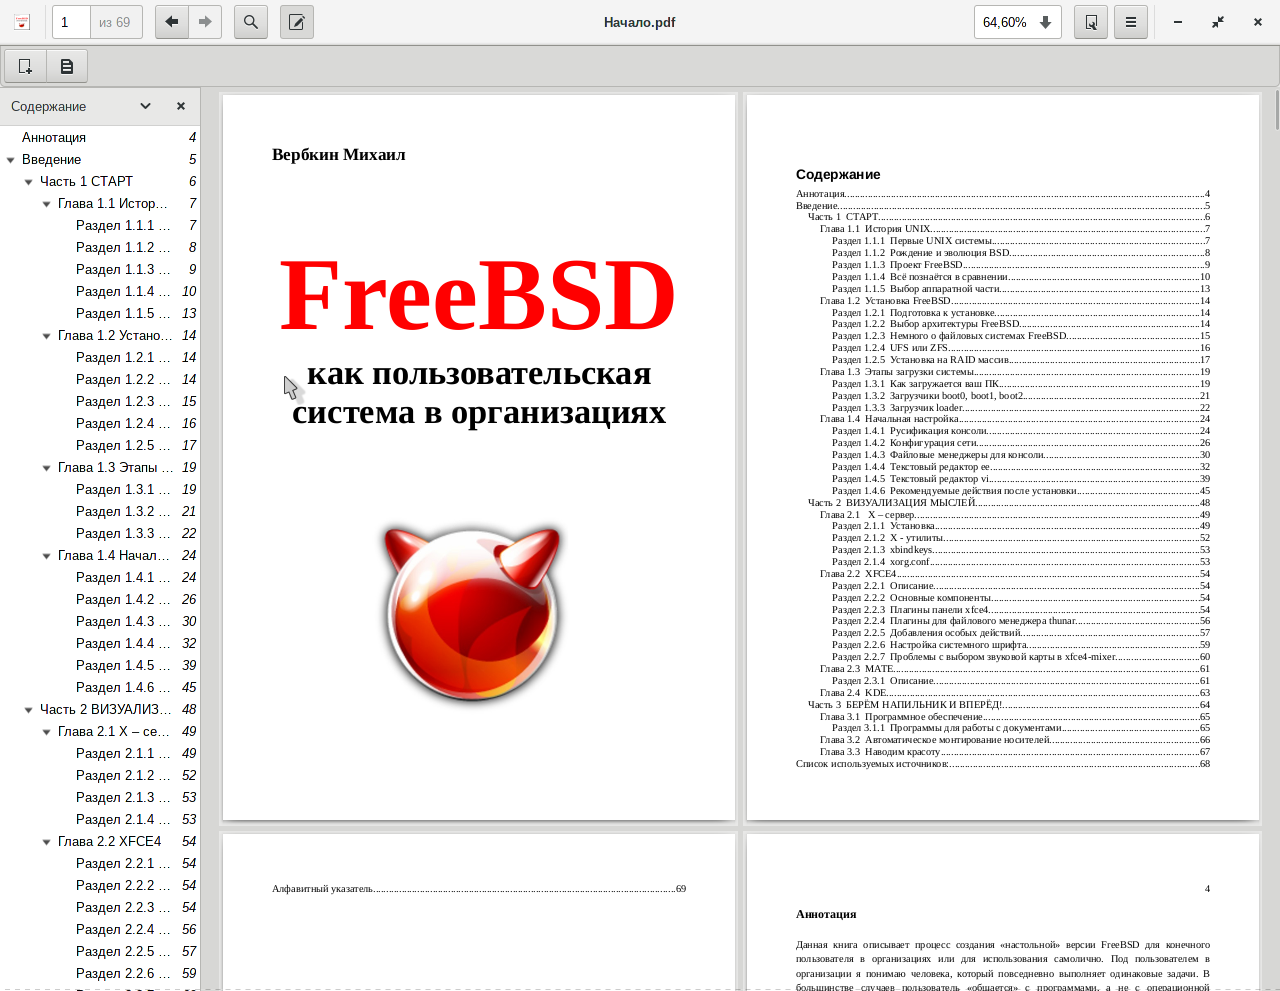 1
из 69
Начало.pdf
64,60%
Содержание
Аннотация 4
Введение 5
Часть 1 СТАРТ 6
Глава 1.1 Истор… 7
Раздел 1.1.1 … 7
Раздел 1.1.2 … 8
Раздел 1.1.3 … 9
Раздел 1.1.4 … 10
Раздел 1.1.5 … 13
Глава 1.2 Устано… 14
Раздел 1.2.1 … 14
Раздел 1.2.2 … 14
Раздел 1.2.3 … 15
Раздел 1.2.4 … 16
Раздел 1.2.5 … 17
Глава 1.3 Этапы … 19
Раздел 1.3.1 … 19
Раздел 1.3.2 … 21
Раздел 1.3.3 … 22
Глава 1.4 Начал… 24
Раздел 1.4.1 … 24
Раздел 1.4.2 … 26
Раздел 1.4.3 … 30
Раздел 1.4.4 … 32
Раздел 1.4.5 … 39
Раздел 1.4.6 … 45
Часть 2 ВИЗУАЛИЗ… 48
Глава 2.1 X – се… 49
Раздел 2.1.1 … 49
Раздел 2.1.2 … 52
Раздел 2.1.3 … 53
Раздел 2.1.4 … 53
Глава 2.2 XFCE4 54
Раздел 2.2.1 … 54
Раздел 2.2.2 … 54
Раздел 2.2.3 … 54
Раздел 2.2.4 … 56
Раздел 2.2.5 … 57
Раздел 2.2.6 … 59
Вербкин Михаил
FreeBSD
как пользовательская
система в организациях
Содержание
Аннотация 4
Введение 5
Часть 1 СТАРТ 6
Глава 1.1 История UNIX 7
Раздел 1.1.1 Первые UNIX системы 7
Раздел 1.1.2 Рождение и эволюция BSD 8
Раздел 1.1.3 Проект FreeBSD 9
Раздел 1.1.4 Всё познаётся в сравнении 10
Раздел 1.1.5 Выбор аппаратной части 13
Глава 1.2 Установка FreeBSD 14
Раздел 1.2.1 Подготовка к установке 14
Раздел 1.2.2 Выбор архитектуры FreeBSD 14
Раздел 1.2.3 Немного о файловых системах FreeBSD 15
Раздел 1.2.4 UFS или ZFS 16
Раздел 1.2.5 Установка на RAID массив 17
Глава 1.3 Этапы загрузки системы 19
Раздел 1.3.1 Как загружается ваш ПК 19
Раздел 1.3.2 Загрузчики boot0, boot1, boot2 21
Раздел 1.3.3 Загрузчик loader 22
Глава 1.4 Начальная настройка 24
Раздел 1.4.1 Русификация консоли 24
Раздел 1.4.2 Конфигурация сети 26
Раздел 1.4.3 Файловые менеджеры для консоли 30
Раздел 1.4.4 Текстовый редактор ee 32
Раздел 1.4.5 Текстовый редактор vi 39
Раздел 1.4.6 Рекомендуемые действия после установки 45
Часть 2 ВИЗУАЛИЗАЦИЯ МЫСЛЕЙ 48
Глава 2.1 X – сервер 49
Раздел 2.1.1 Установка 49
Раздел 2.1.2 X - утилиты 52
Раздел 2.1.3 xbindkeys 53
Раздел 2.1.4 xorg.conf 53
Глава 2.2 XFCE4 54
Раздел 2.2.1 Описание 54
Раздел 2.2.2 Основные компоненты 54
Раздел 2.2.3 Плагины панели xfce4 54
Раздел 2.2.4 Плагины для файлового менеджера thunar 56
Раздел 2.2.5 Добавления особых действий 57
Раздел 2.2.6 Настройка системного шрифта 59
Раздел 2.2.7 Проблемы с выбором звуковой карты в xfce4-mixer 60
Глава 2.3 MATE 61
Раздел 2.3.1 Описание 61
Глава 2.4 KDE 63
Часть 3 БЕРЁМ НАПИЛЬНИК И ВПЕРЁД! 64
Глава 3.1 Программное обеспечение 65
Раздел 3.1.1 Программы для работы с документами 65
Глава 3.2 Автоматическое монтирование носителей 66
Глава 3.3 Наводим красоту 67
Список используемых источников: 68
Алфавитный указатель 69
4
Аннотация
Данная книга описывает процесс создания «настольной» версии FreeBSD для конечного
пользователя в организациях или для использования самолично. Под пользователем в
организации я понимаю человека, который повседневно выполняет одинаковые задачи. В
большинстве случаев пользователь «общается» с программами, а не с операционной